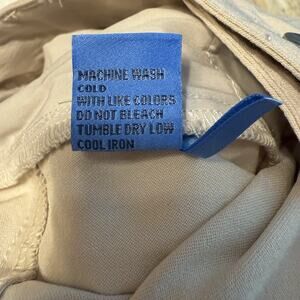 MACHINE WASH
COLD
WITH LIKE COLORS
DO NOT BLEACH
TUMBLE DRY LOW
COOL IRON